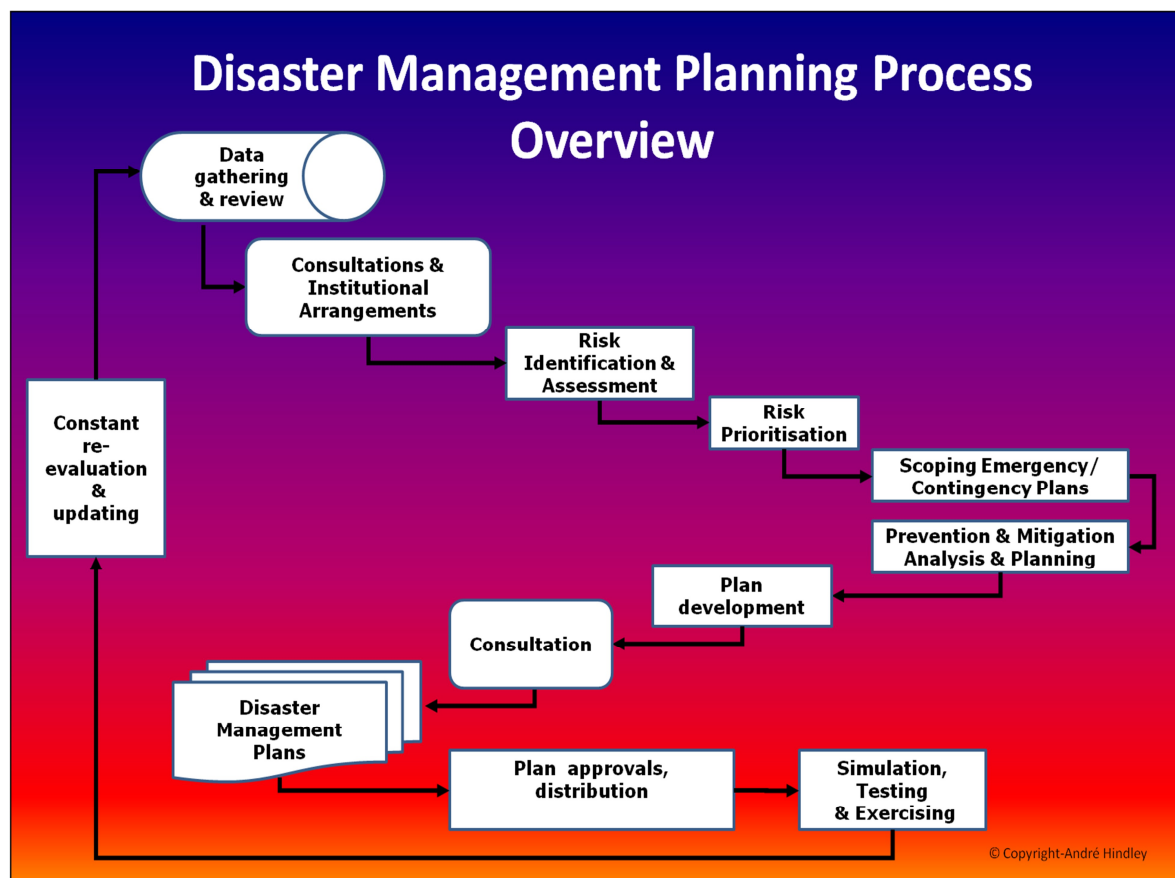 Disaster Management Planning Process
Overview
Data
gathering
& review
Consultations &
Institutional
Arrangements
Risk
Identification &
Assessment
Risk
Prioritisation
Scoping Emergency/
Contingency Plans
Prevention & Mitigation
Analysis & Planning
Plan
development
Consultation
Disaster
Management
Plans
Plan approvals,
distribution
Simulation,
Testing
& Exercising
Constant
re-
evaluation
&
updating
© Copyright-André Hindley